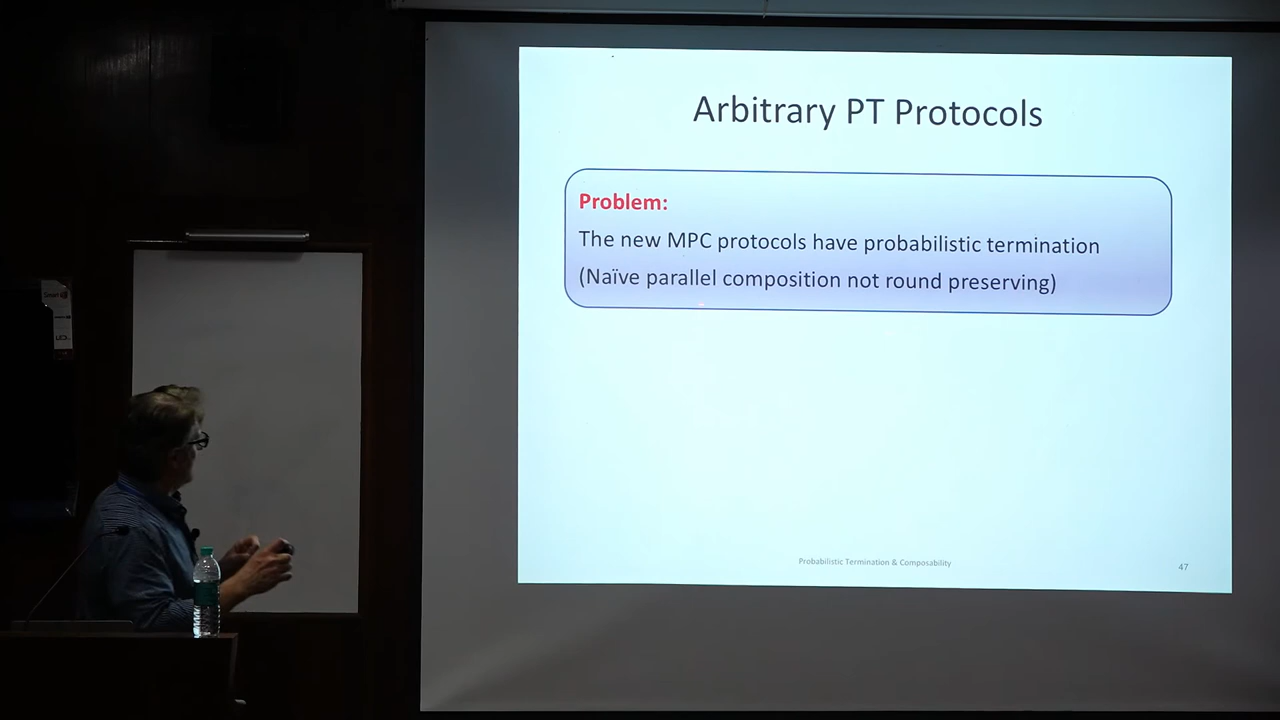 Arbitrary PT Protocols
Problem:
The new MPC protocols have probabilistic termination
(Naïve parallel composition not round preserving)
Probabilistic Termination & Composability
47